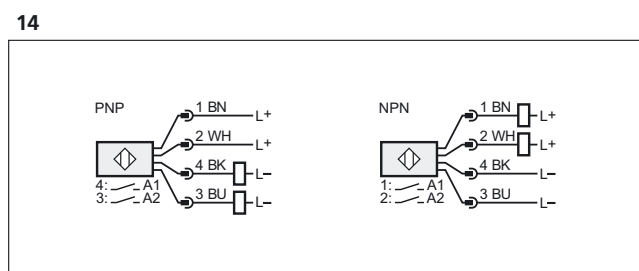 14
PNP
1 BN
L+
2 WH
L+
4 BK
L–
3 BU
L–
4: A1
3: A2
NPN
1 BN
L+
2 WH
L+
4 BK
L–
3 BU
L–
1: A1
2: A2